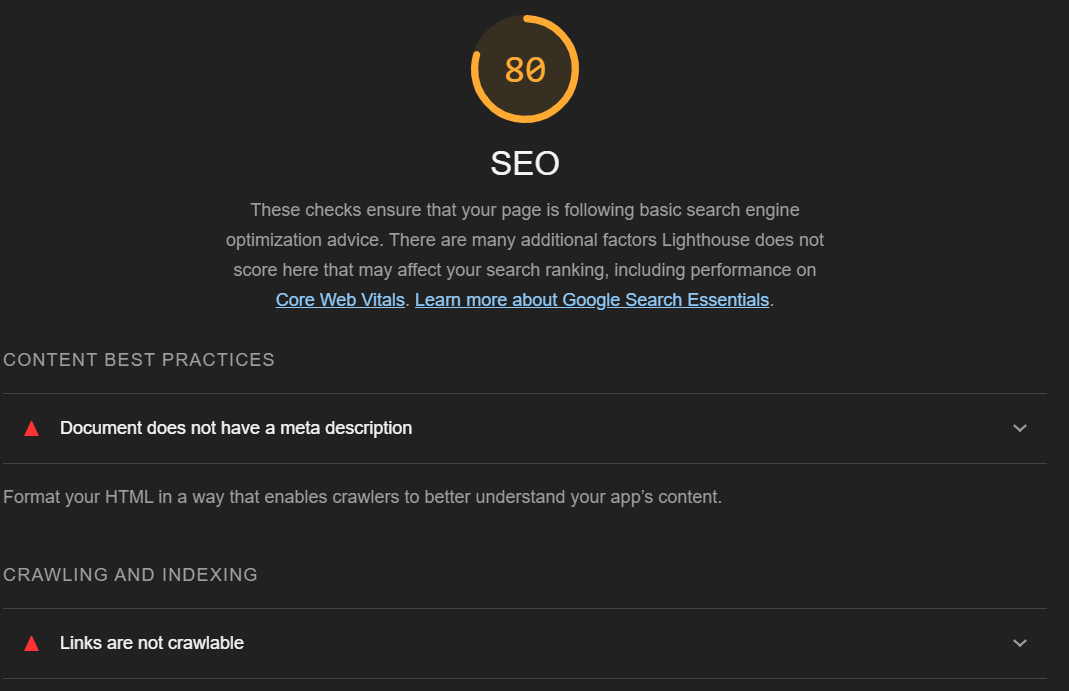 80
SEO
These checks ensure that your page is following basic search engine
optimization advice. There are many additional factors Lighthouse does not
score here that may affect your search ranking, including performance on
Core Web Vitals. Learn more about Google Search Essentials.
CONTENT BEST PRACTICES
Document does not have a meta description
Format your HTML in a way that enables crawlers to better understand your app’s content.
CRAWLING AND INDEXING
Links are not crawlable